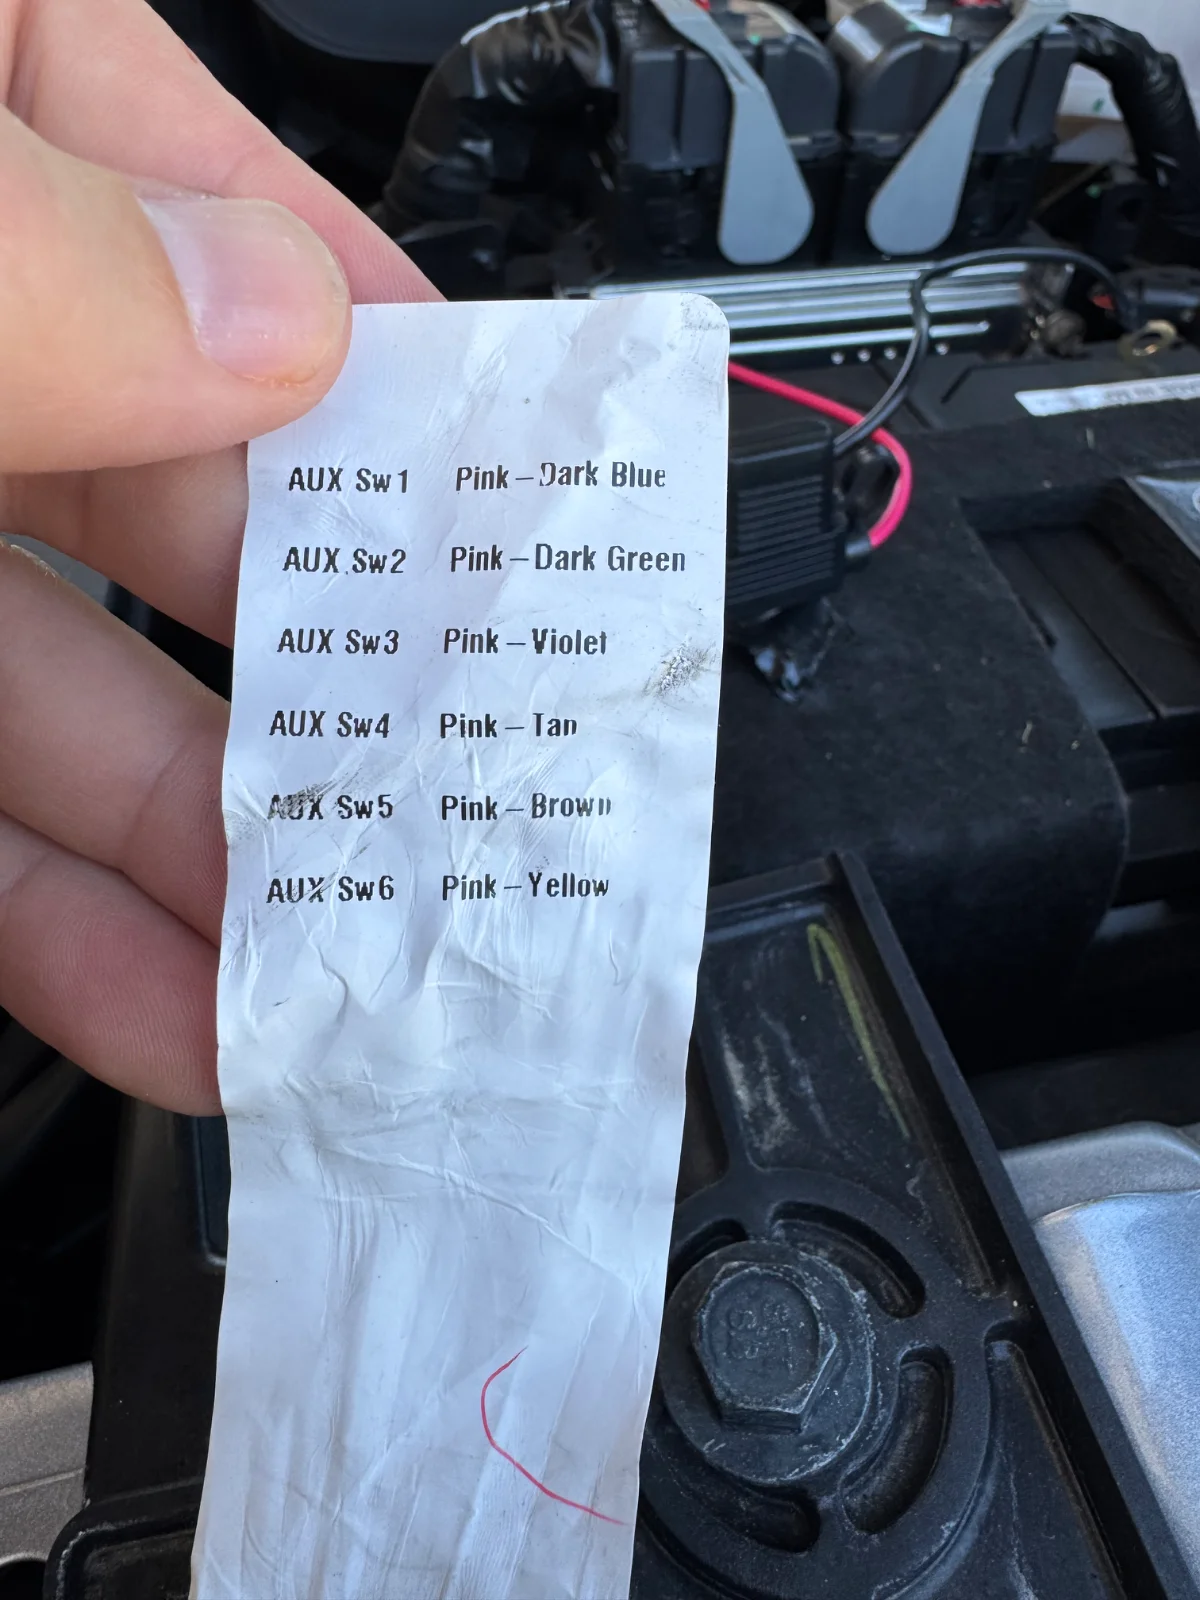 AUX Sw1 Pink–Dark Blue
AUX Sw2 Pink–Dark Green
AUX Sw3 Pink–Violet
AUX Sw4 Pink–Tan
AUX Sw5 Pink–Brown
AUX Sw6 Pink–Yellow